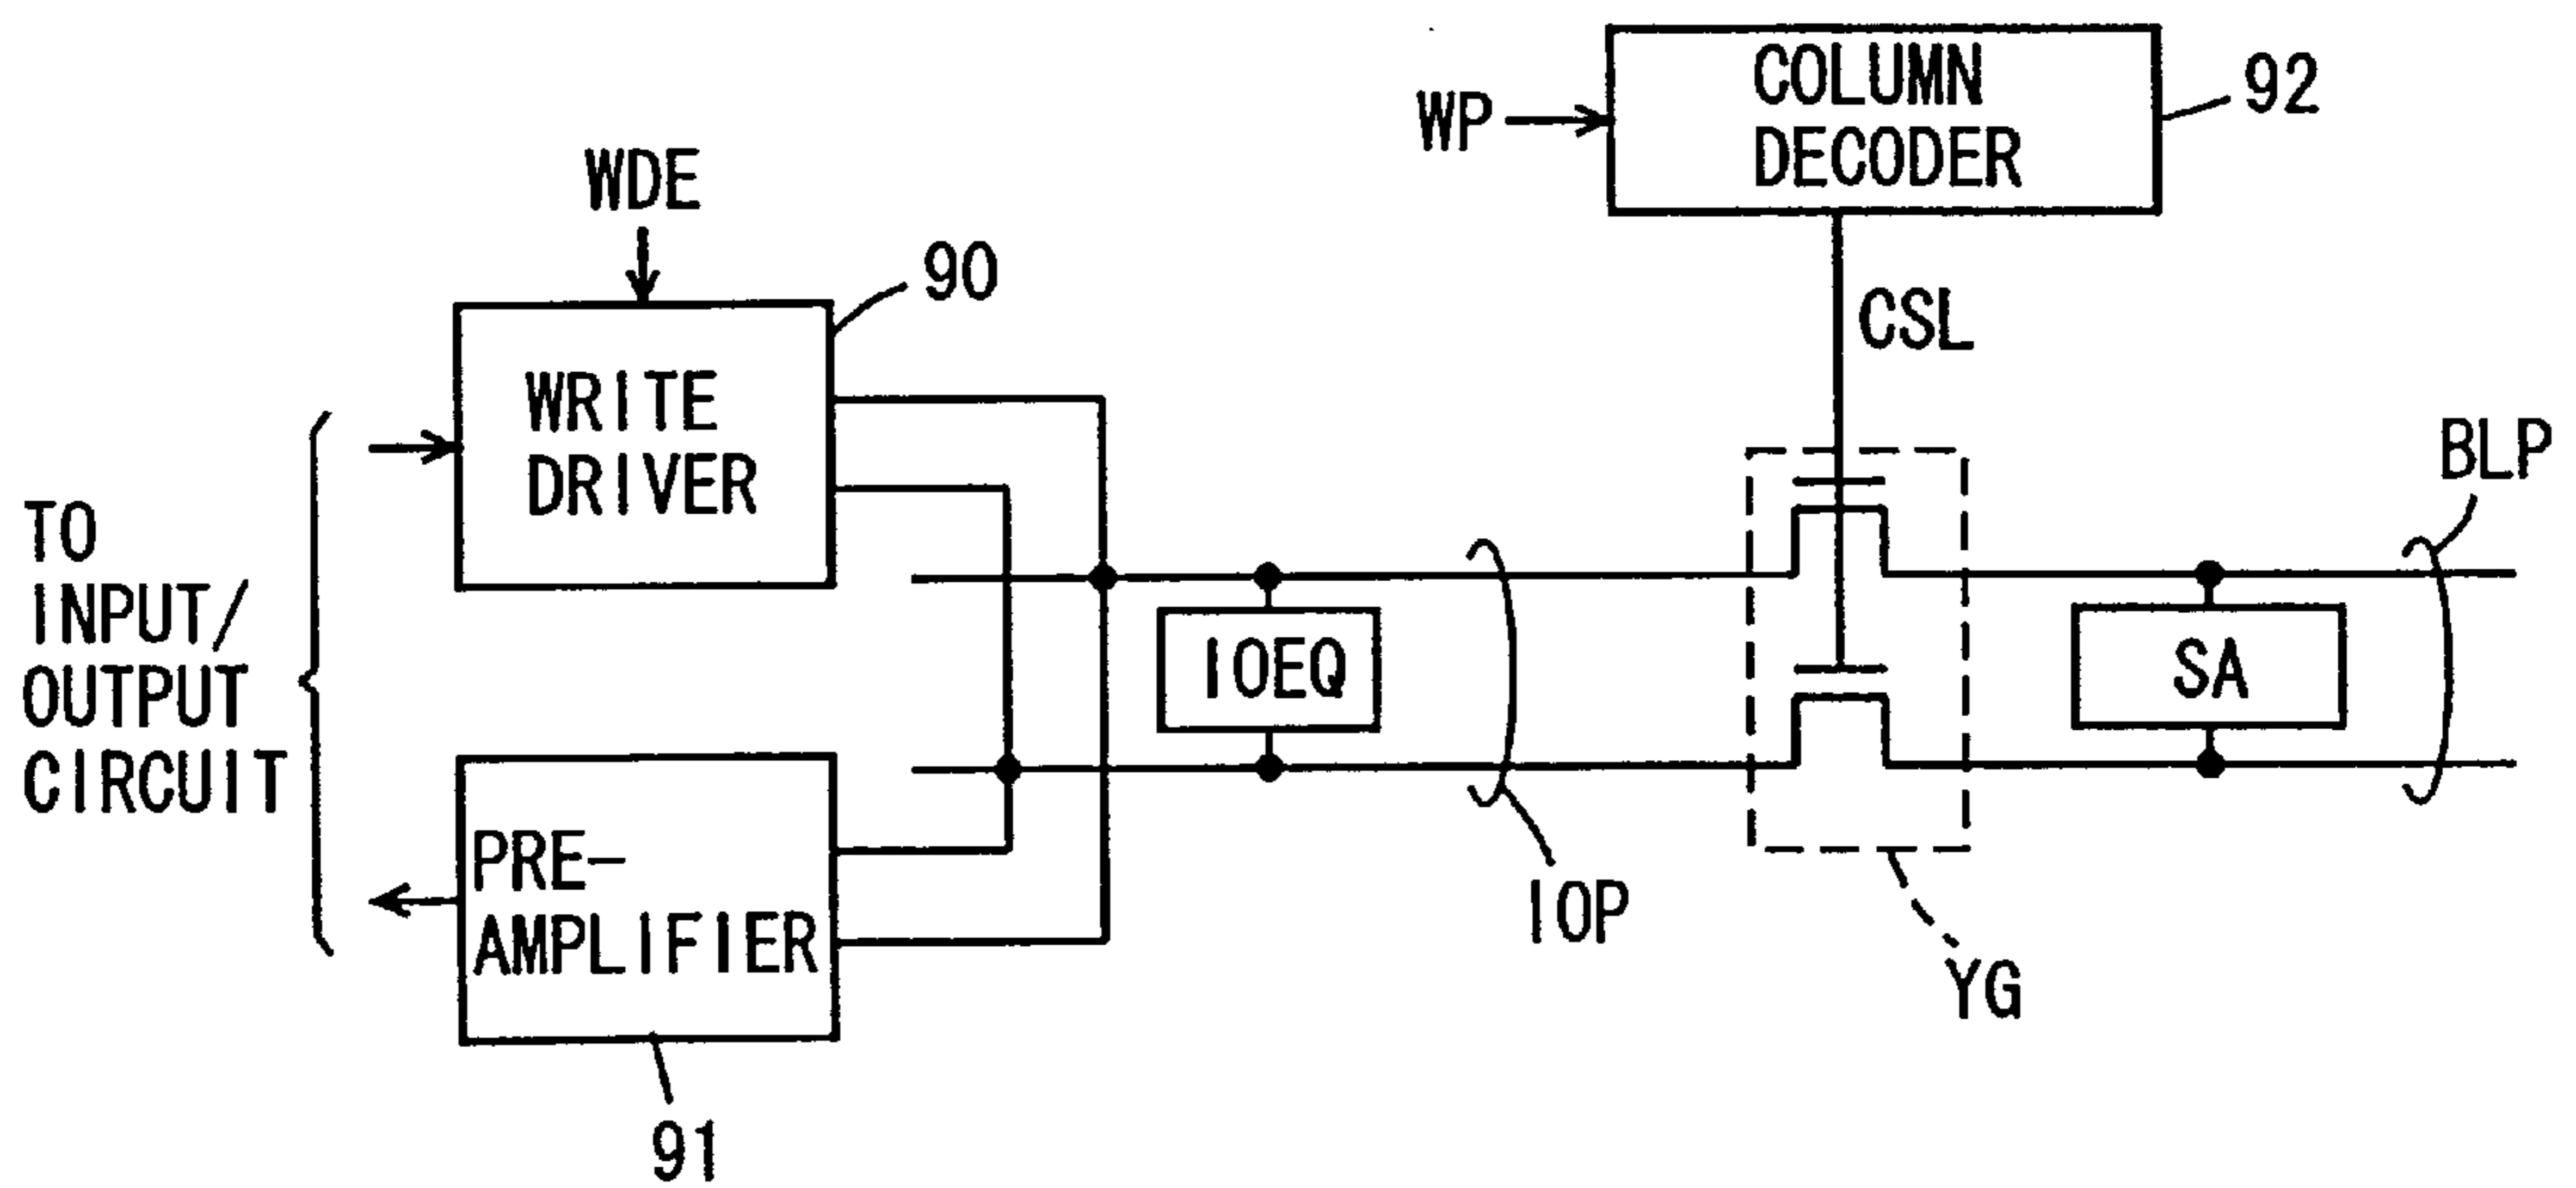 COLUMN
DECODER
92
WP
WDE
90
CSL
WRITE
DRIVER
BLP
TO
INPUT/
OUTPUT
CIRCUIT
IOEQ
SA
PRE-
AMPLIFIER
IOP
YG
91